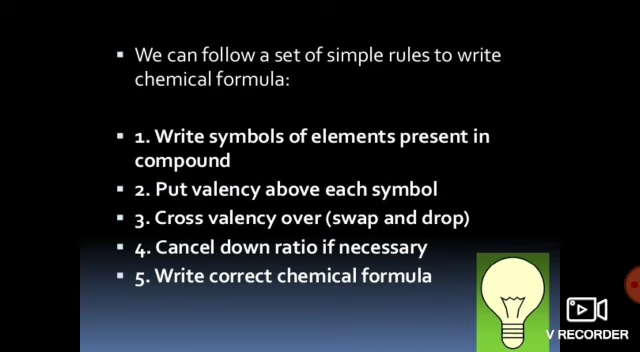 We can follow a set of simple rules to write
chemical formula:
1. Write symbols of elements present in
compound
2. Put valency above each symbol
3. Cross valency over (swap and drop)
4. Cancel down ratio if necessary
5. Write correct chemical formula
V RECORDER